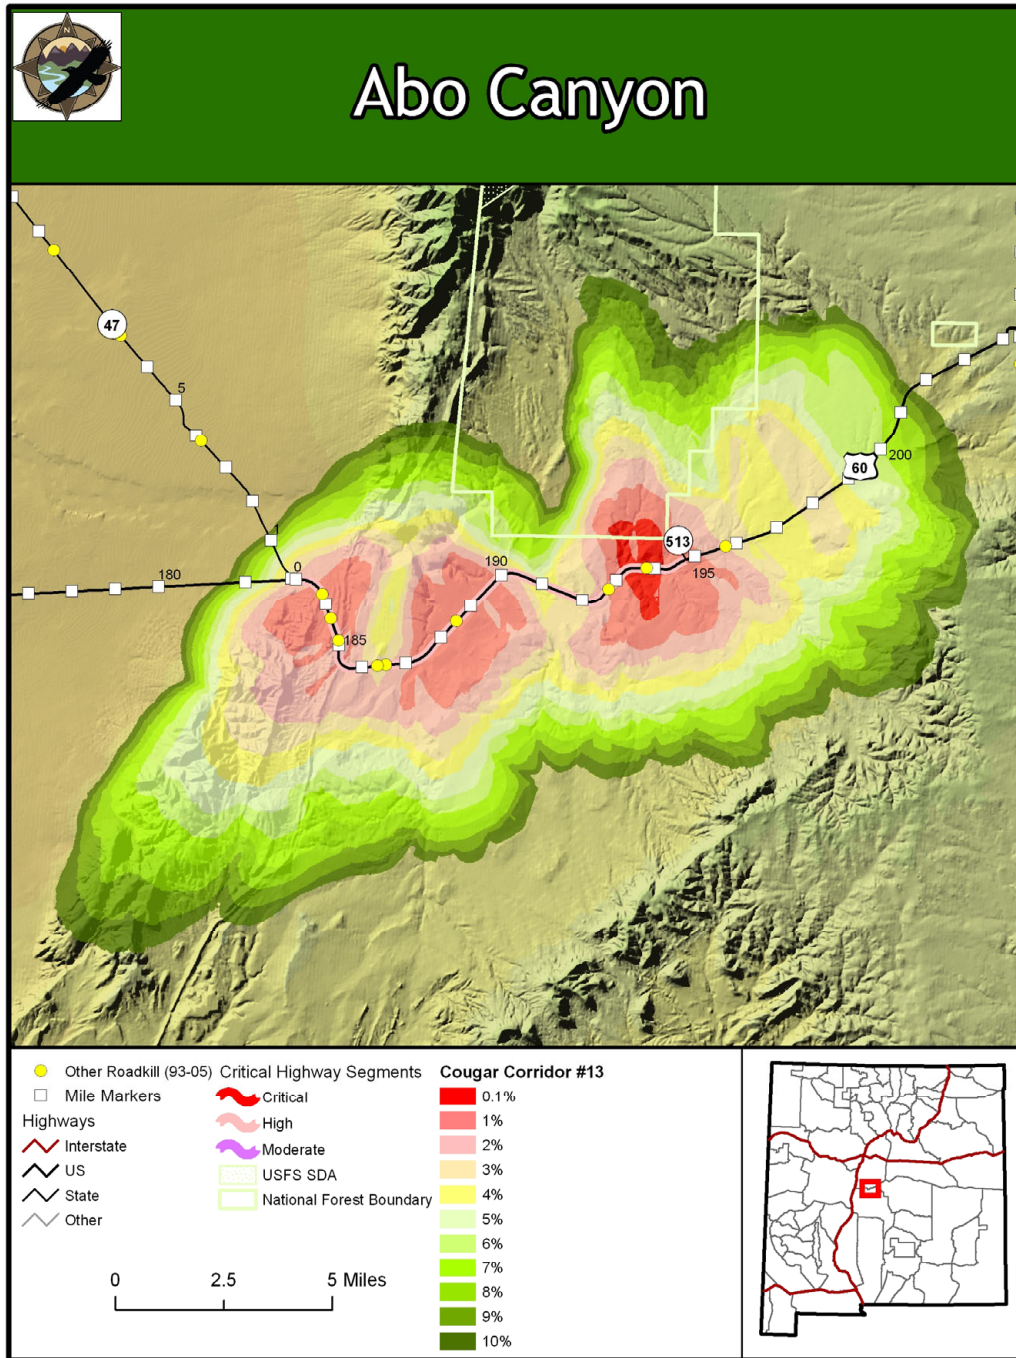 N
Abo Canyon
47
5
1
0
180
185
190
513
195
60
200
Other Roadkill (93-05)
Mile Markers
Highways
Interstate
US
State
Other
Critical Highway Segments
Critical
High
Moderate
USFS SDA
National Forest Boundary
Cougar Corridor #13
0.1%
1%
2%
3%
4%
5%
6%
7%
8%
9%
10%
0 2.5 5 Miles